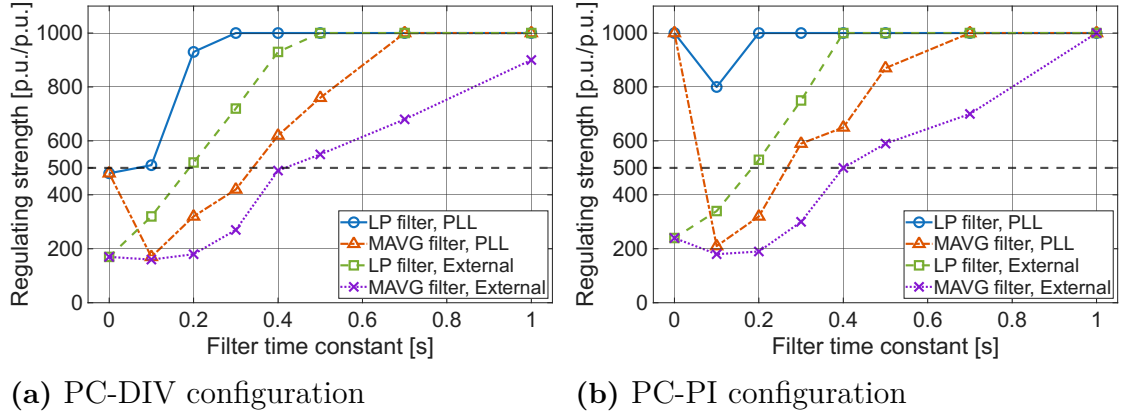 Regulating strength [p.u./p.u.]
1000
800
600
500
400
200
0
LP filter, PLL
MAVG filter, PLL
LP filter, External
MAVG filter, External
0 0.2 0.4 0.6 0.8 1
Filter time constant [s]
(a) PC-DIV configuration
Regulating strength [p.u./p.u.]
1000
800
600
500
400
200
0
LP filter, PLL
MAVG filter, PLL
LP filter, External
MAVG filter, External
0 0.2 0.4 0.6 0.8 1
Filter time constant [s]
(b) PC-PI configuration